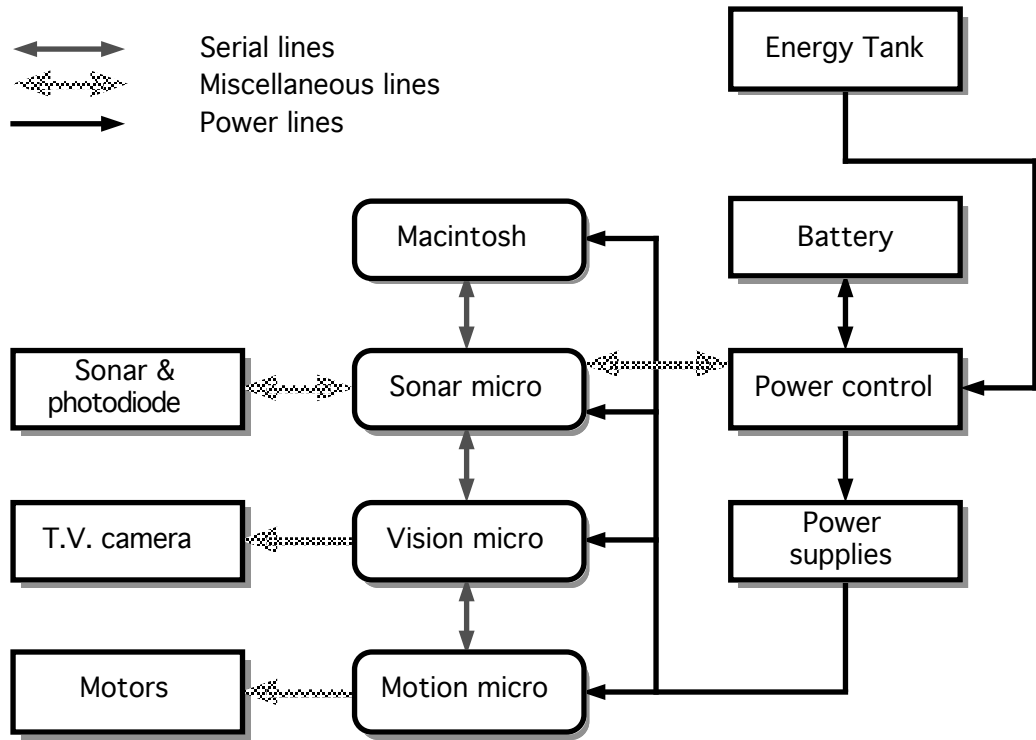 Serial lines
Miscellaneous lines
Power lines
Energy Tank
Macintosh
Battery
Sonar &
photodiode
Sonar micro
Power control
T.V. camera
Vision micro
Power
supplies
Motors
Motion micro